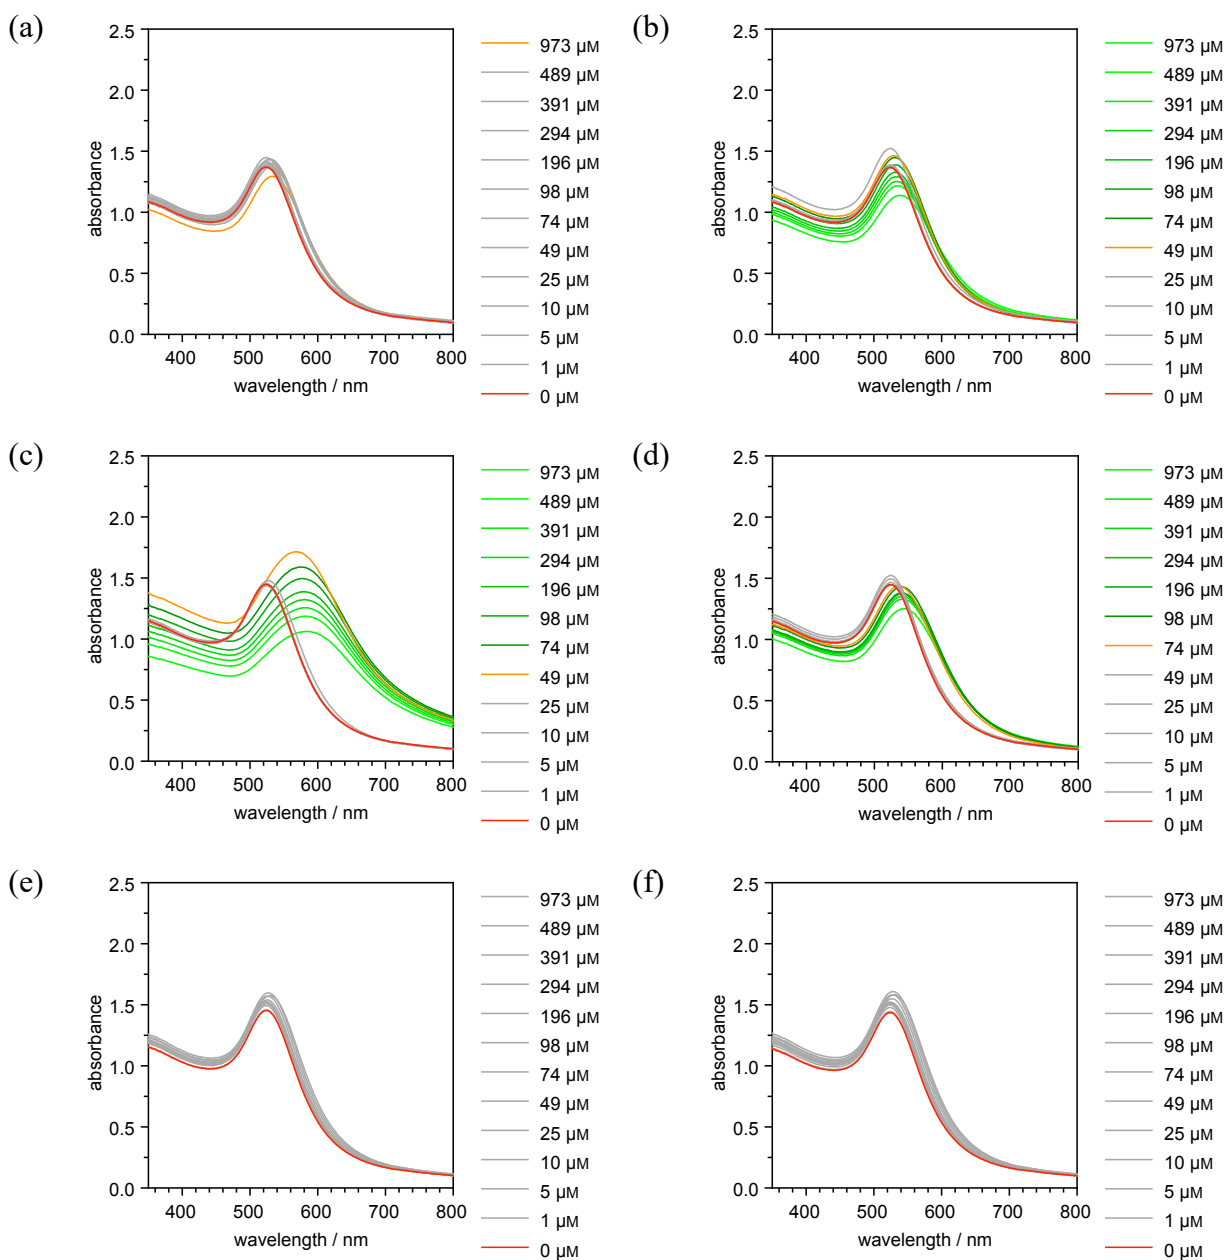 (a)
2.5
2.0
1.5
1.0
0.5
0.0
absorbance
400 500 600 700 800
wavelength / nm
973 µM
489 µM
391 µM
294 µM
196 µM
98 µM
74 µM
49 µM
25 µM
10 µM
5 µM
1 µM
0 µM
(b)
2.5
2.0
1.5
1.0
0.5
0.0
absorbance
400 500 600 700 800
wavelength / nm
973 µM
489 µM
391 µM
294 µM
196 µM
98 µM
74 µM
49 µM
25 µM
10 µM
5 µM
1 µM
0 µM
(c)
2.5
2.0
1.5
1.0
0.5
0.0
absorbance
400 500 600 700 800
wavelength / nm
973 µM
489 µM
391 µM
294 µM
196 µM
98 µM
74 µM
49 µM
25 µM
10 µM
5 µM
1 µM
0 µM
(d)
2.5
2.0
1.5
1.0
0.5
0.0
absorbance
400 500 600 700 800
wavelength / nm
973 µM
489 µM
391 µM
294 µM
196 µM
98 µM
74 µM
49 µM
25 µM
10 µM
5 µM
1 µM
0 µM
(e)
2.5
2.0
1.5
1.0
0.5
0.0
absorbance
400 500 600 700 800
wavelength / nm
973 µM
489 µM
391 µM
294 µM
196 µM
98 µM
74 µM
49 µM
25 µM
10 µM
5 µM
1 µM
0 µM
(f)
2.5
2.0
1.5
1.0
0.5
0.0
absorbance
400 500 600 700 800
wavelength / nm
973 µM
489 µM
391 µM
294 µM
196 µM
98 µM
74 µM
49 µM
25 µM
10 µM
5 µM
1 µM
0 µM